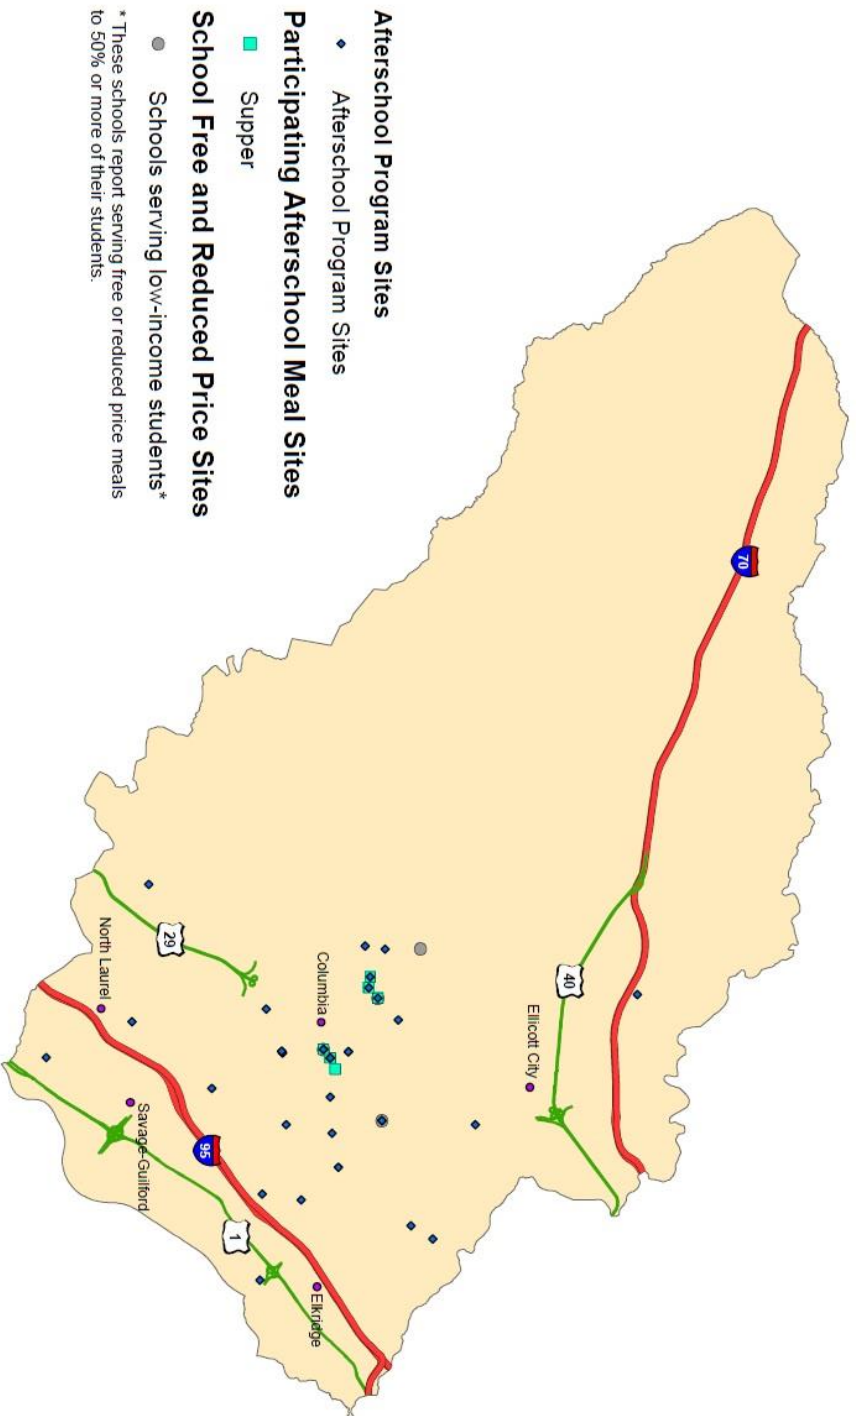 Afterschool Program Sites
Afterschool Program Sites
Participating Afterschool Meal Sites
Supper
School Free and Reduced Price Sites
Schools serving low-income students*
* These schools report serving free or reduced price meals
to 50% or more of their students.
70
40
Ellicott City
Columbia
29
North Laurel
95
Savage-Guilford
1
Elkridge